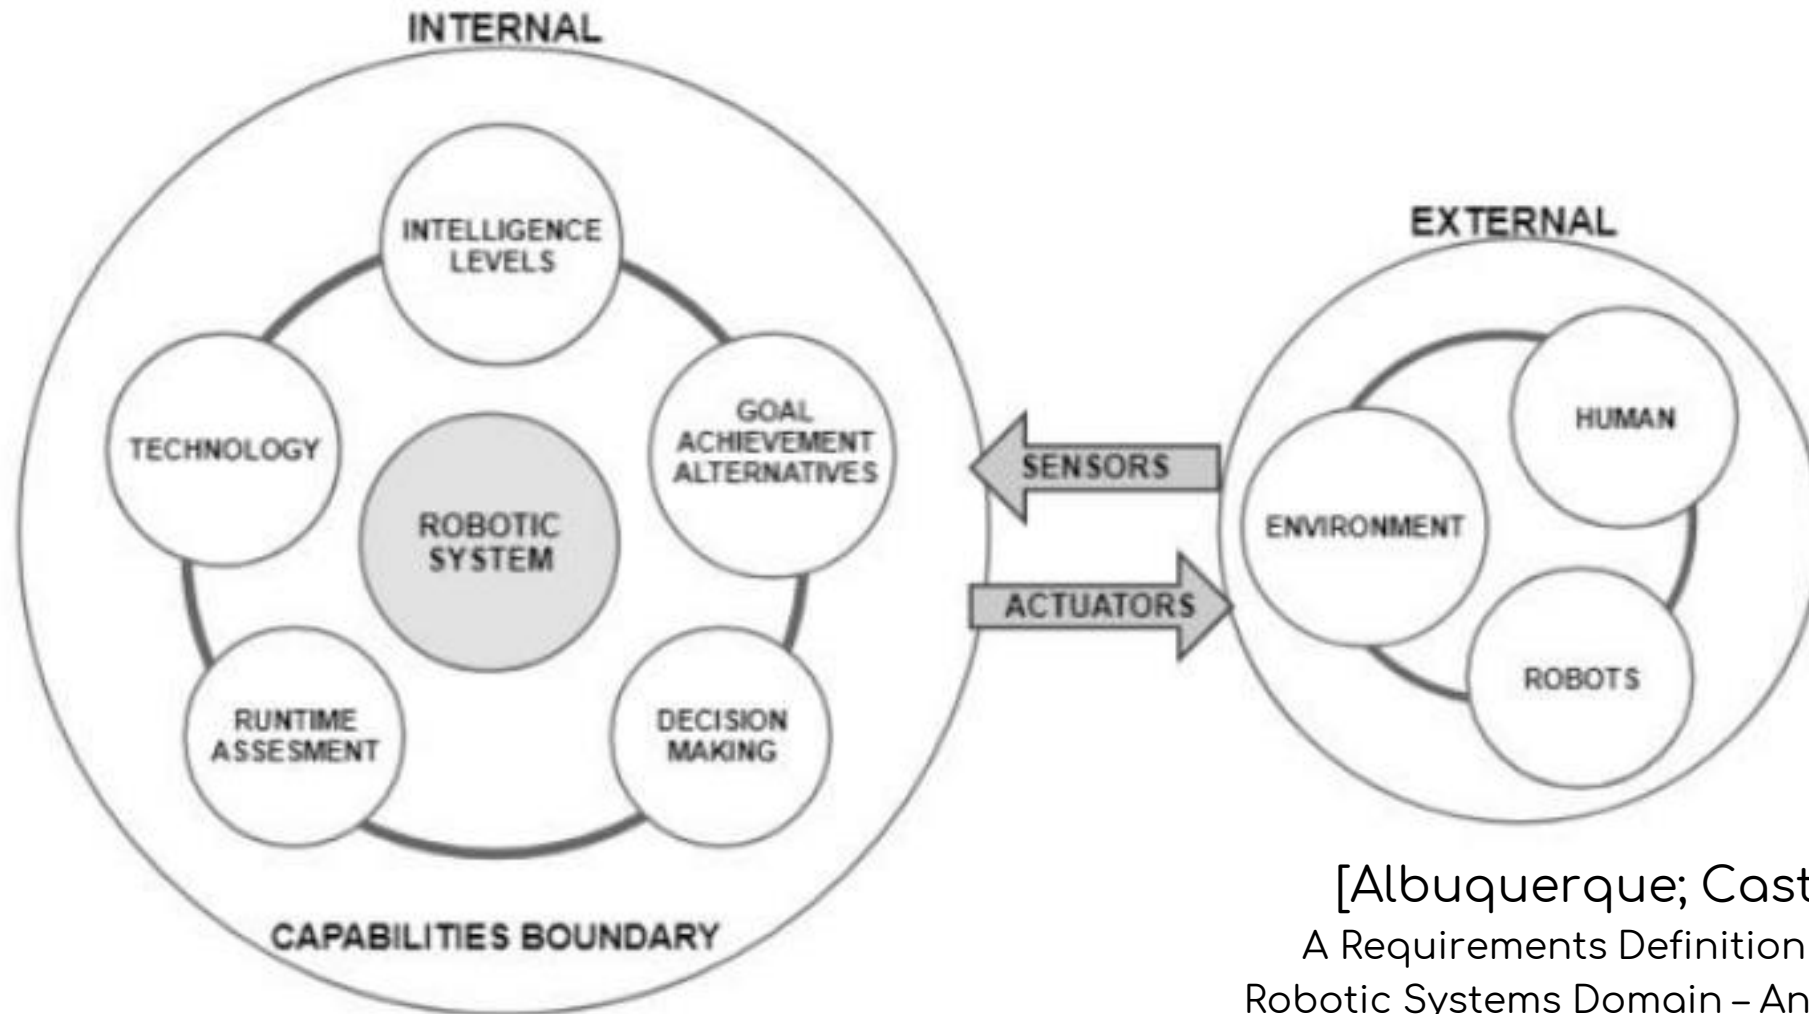 INTERNAL
INTELLIGENCE
LEVELS
TECHNOLOGY
GOAL
ACHIEVEMENT
ALTERNATIVES
ROBOTIC
SYSTEM
RUNTIME
ASSESMENT
DECISION
MAKING
CAPABILITIES BOUNDARY
SENSORS
ACTUATORS
EXTERNAL
HUMAN
ENVIRONMENT
ROBOTS
[Albuquerque; Cast
A Requirements Definition
Robotic Systems Domain – An